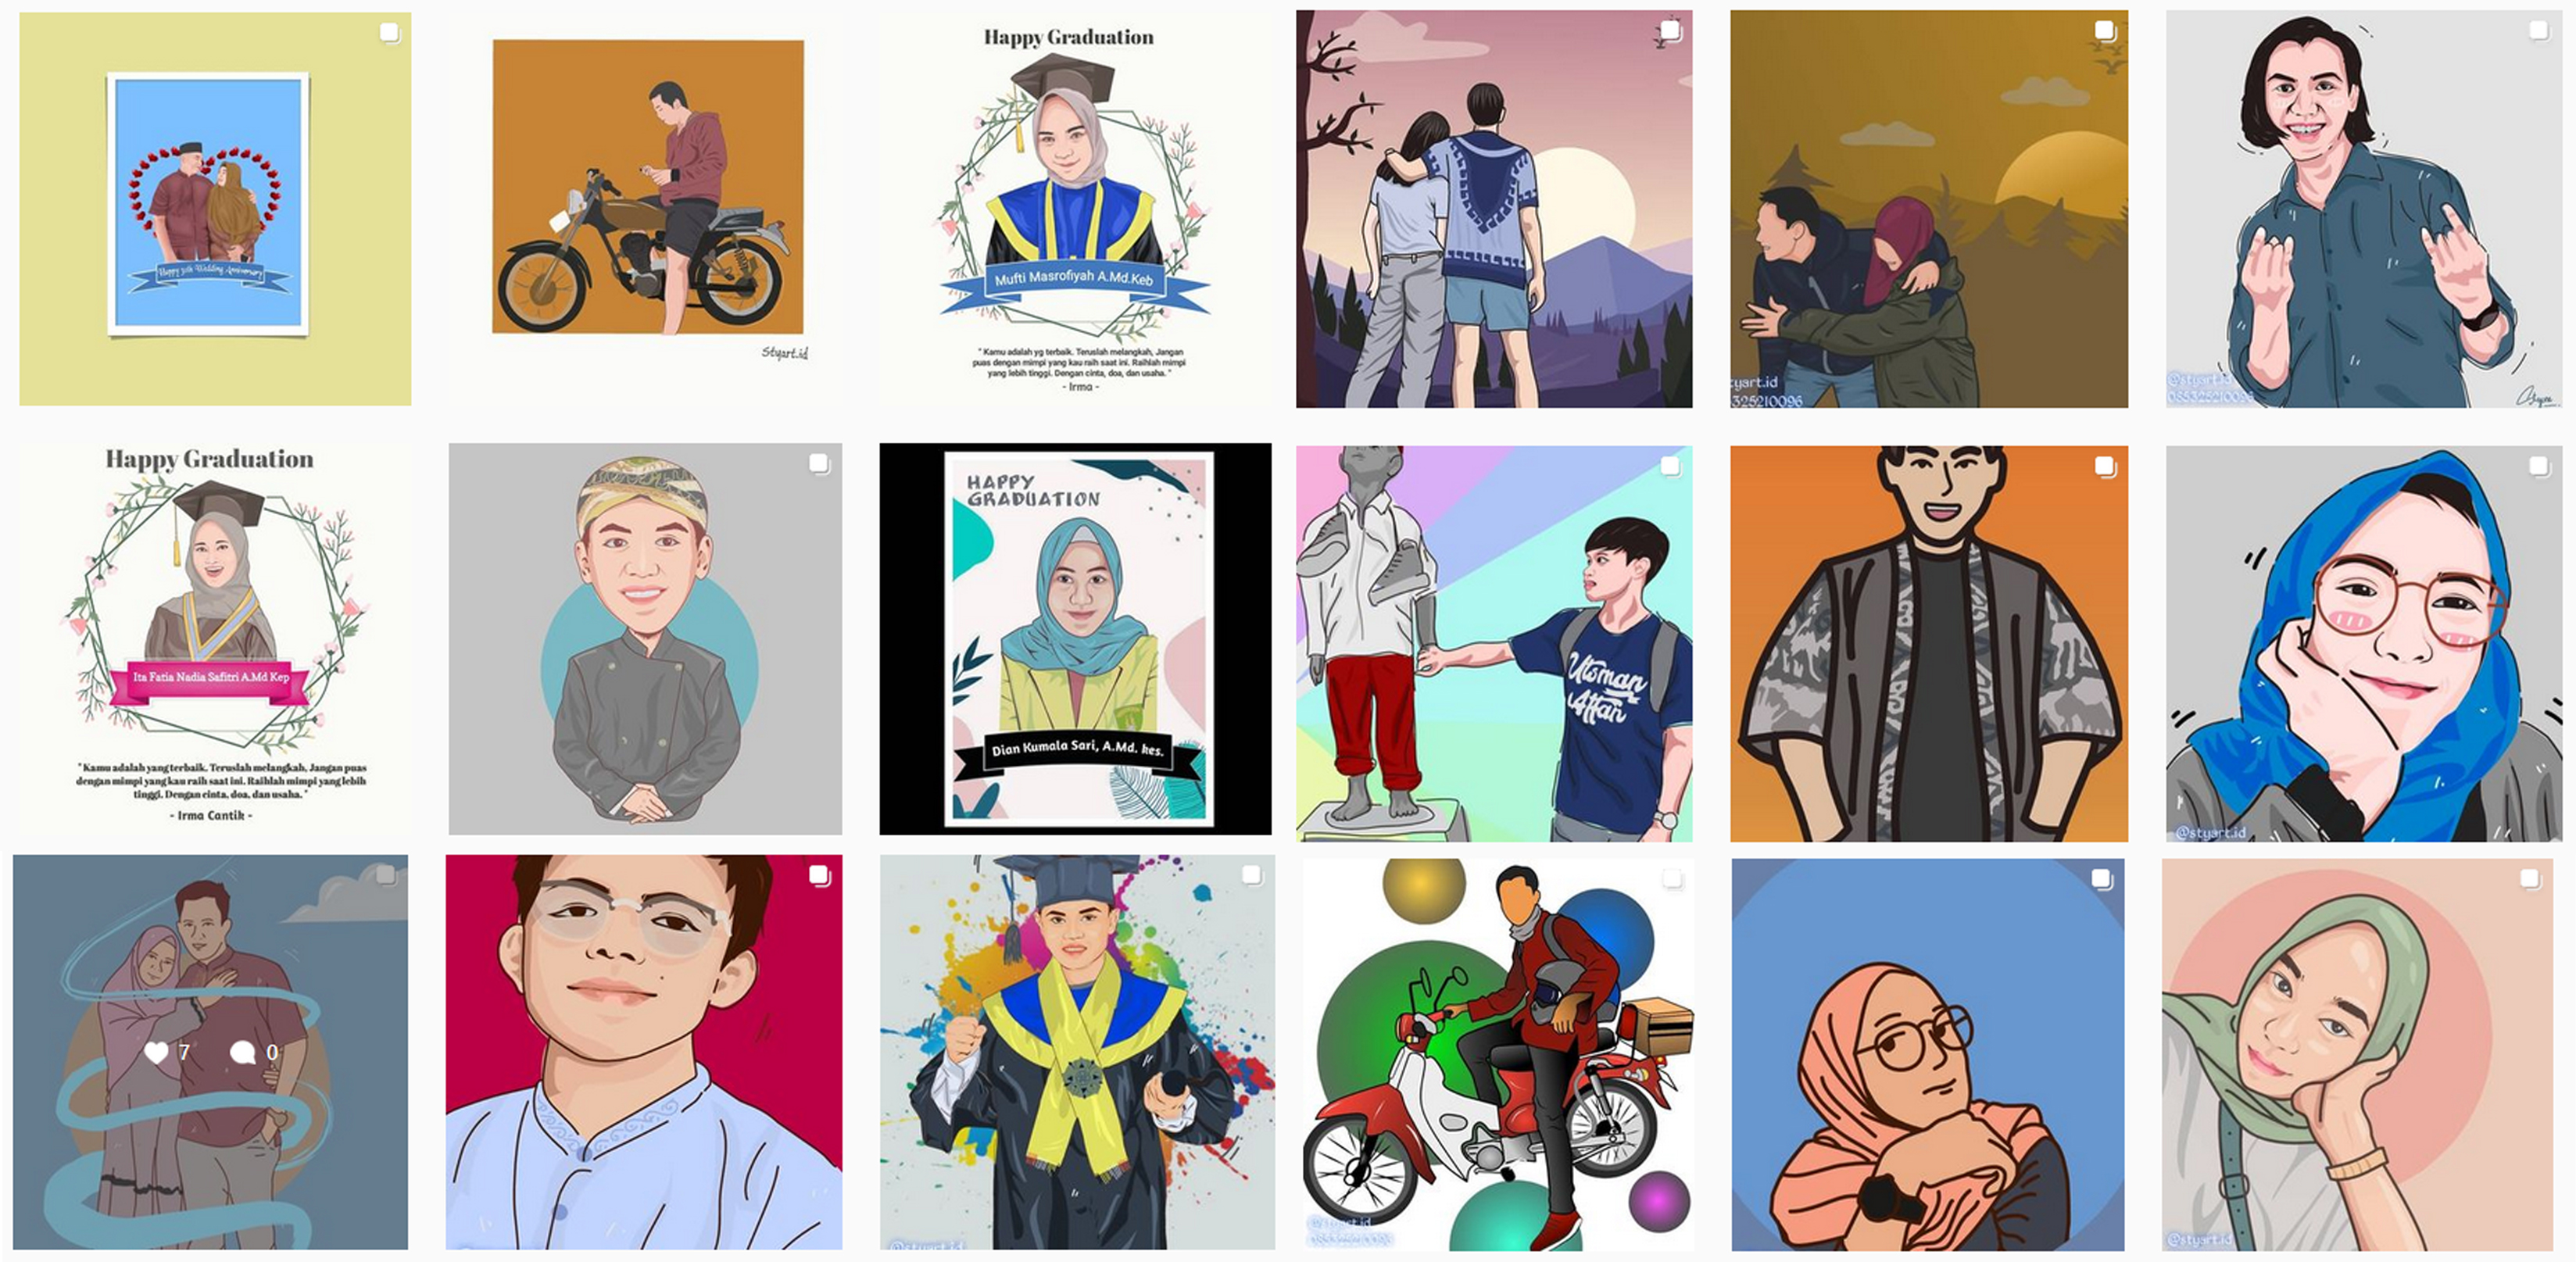 Happy 30th Wedding Anniversary
Styart.id
Happy Graduation
Mufti Masrofiyah A.Md.Keb
" Kamu adalah yg terbaik. Teruslah melangkah, Jangan
puas dengan mimpi yang kau raih saat ini. Raihlah mimpi
yang lebih tinggi. Dengan cinta, doa, dan usaha. "
- Irma -
tyart.id
325210096
@styart.id
085325210096
Happy Graduation
Ita Fatia Nadia Safitri A.Md Kep
" Kamu adalah yang terbaik. Teruslah melangkah, Jangan puas
dengan mimpi yang kau raih saat ini. Raihlah mimpi yang lebih
tinggi. Dengan cinta, doa, dan usaha. "
- Irma Cantik -
HAPPY
GRADUATION
Dian Kumala Sari, A.Md. kes.
Utsman
Affan
@styart.id
7
0
@styart.id
@styart.id
085325210096
@styart.id